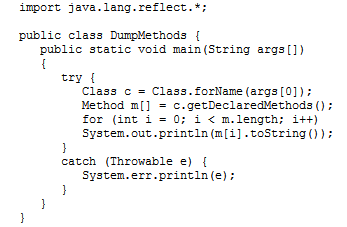 import java.lang.reflect.*;

public class DumpMethods {
   public static void main(String args[])
   {
      try {
         Class c = Class.forName(args[0]);
         Method m[] = c.getDeclaredMethods();
         for (int i = 0; i < m.length; i++)
         System.out.println(m[i].toString());
      }
      catch (Throwable e) {
         System.err.println(e);
      }
   }
}